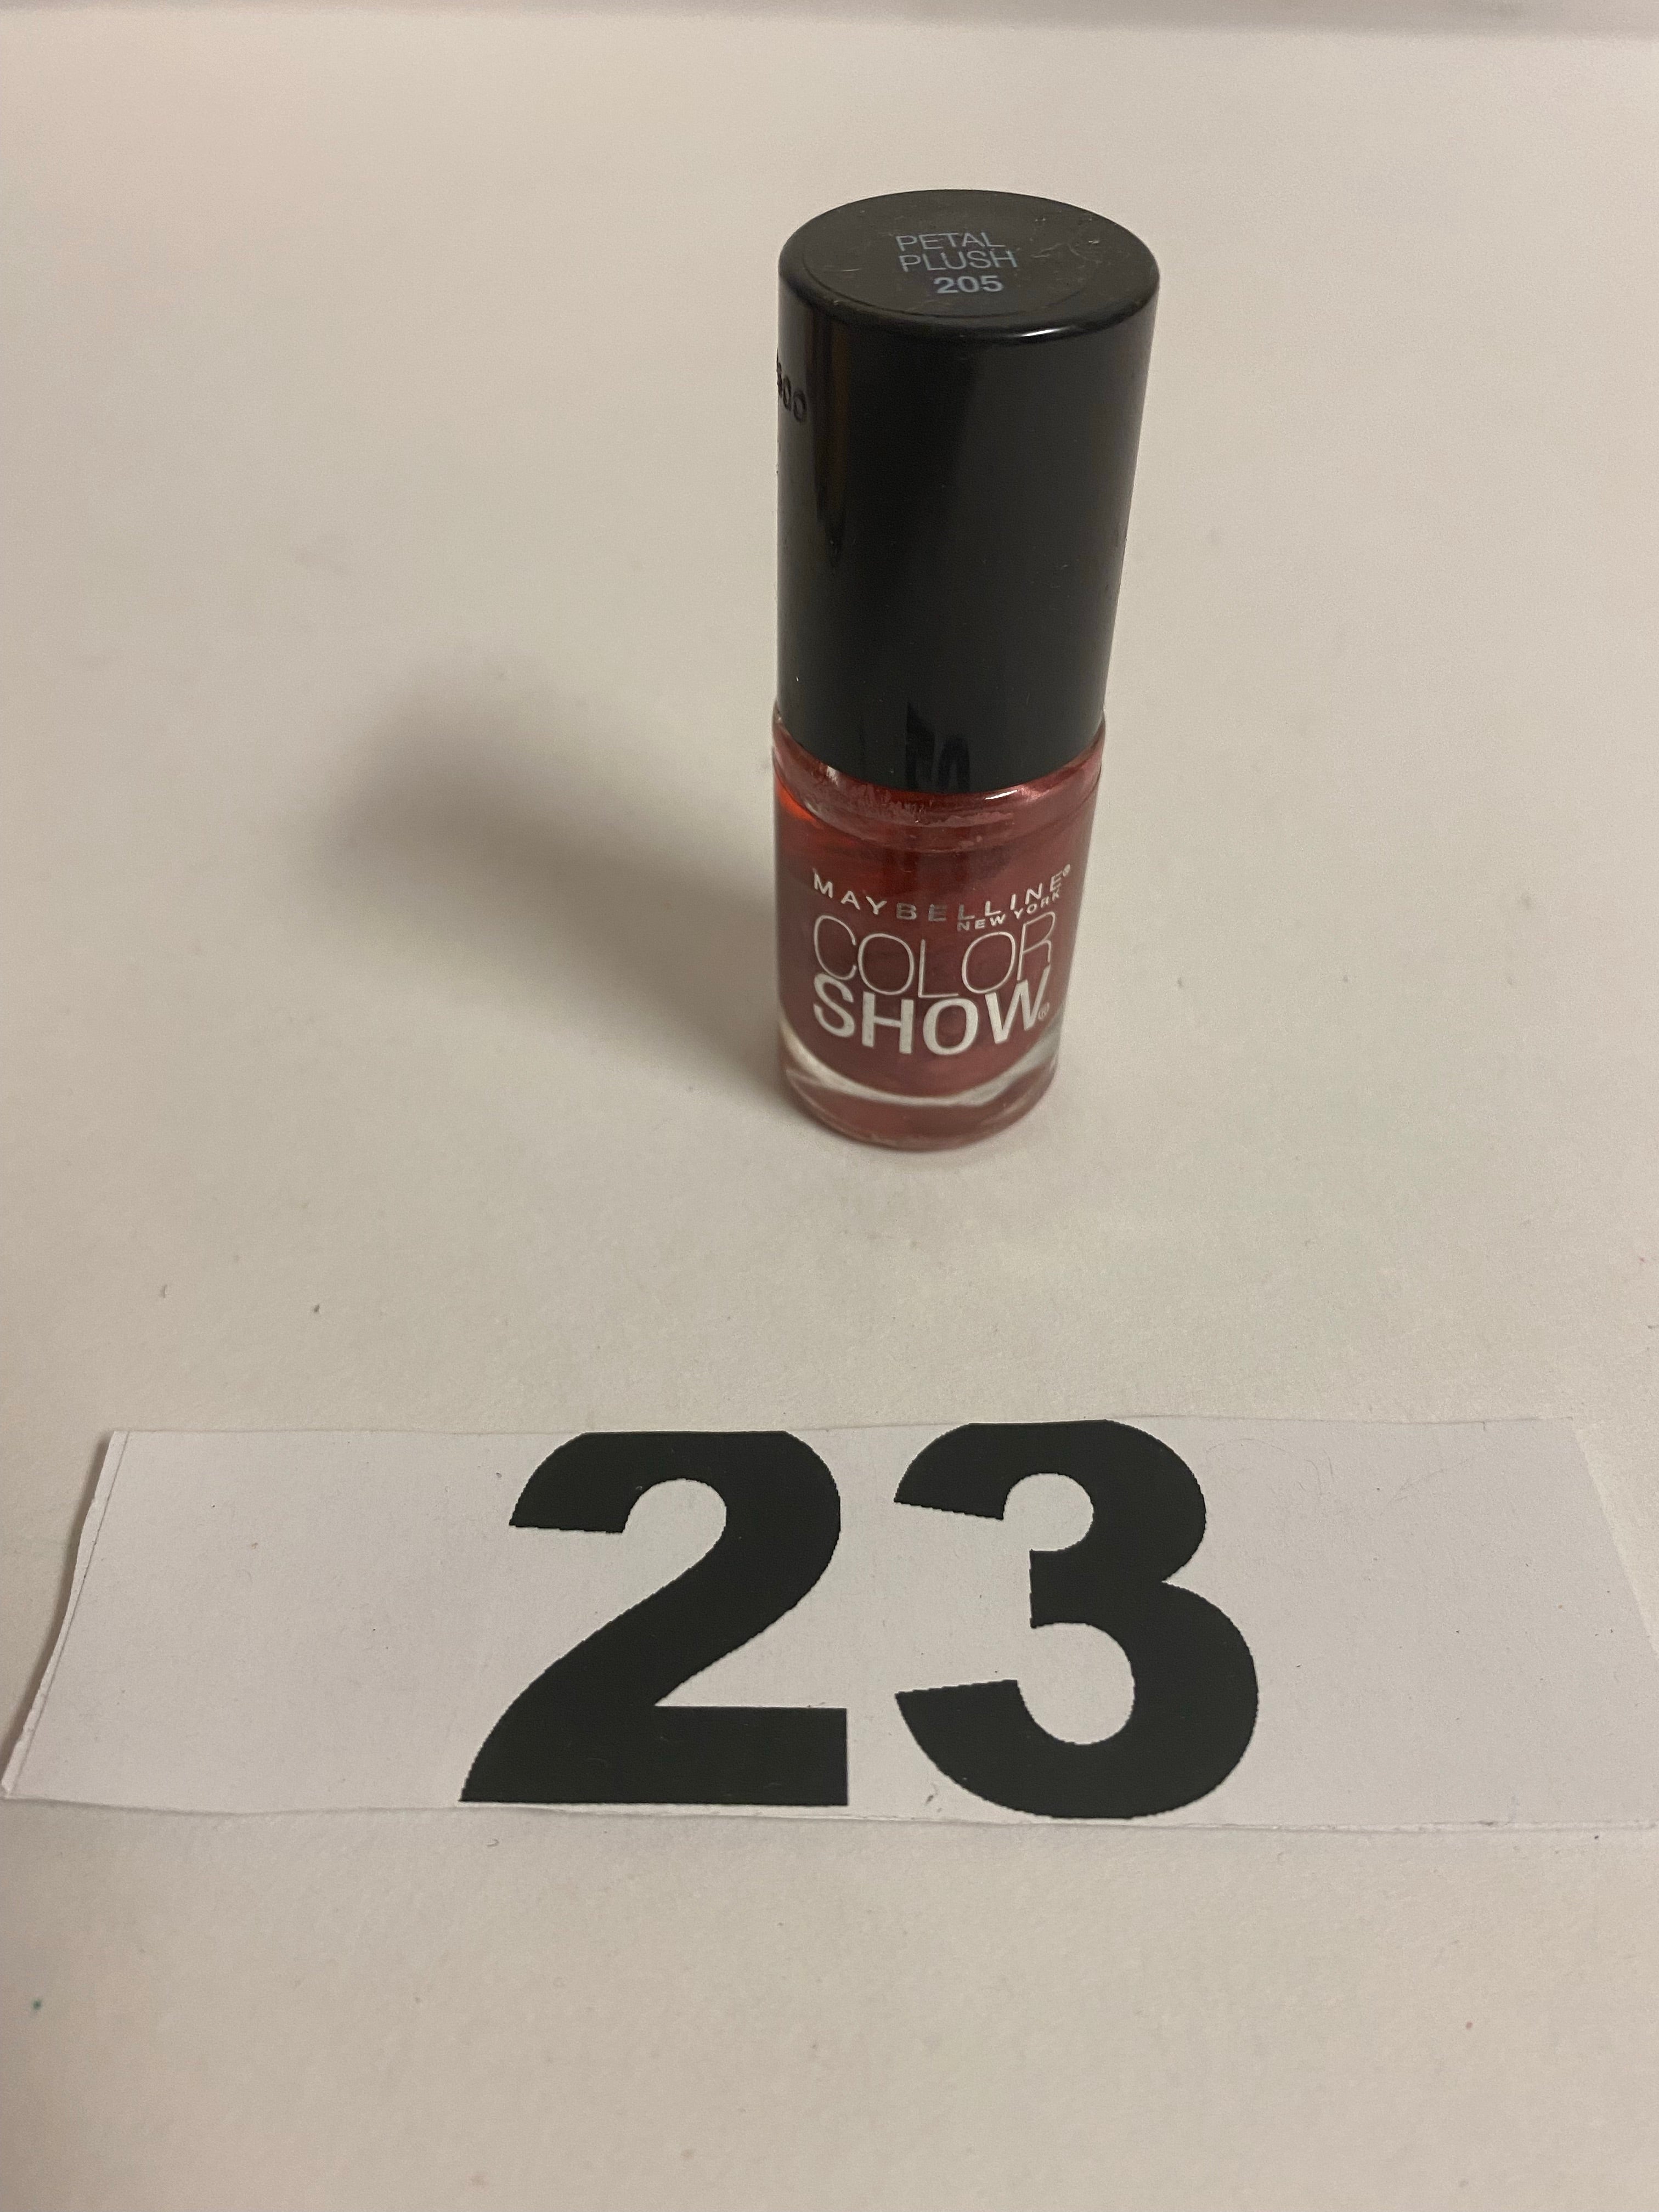 PETAL
PLUSH
205
MAYBELLINE®
NEW YORK
COLOR
SHOW®
23